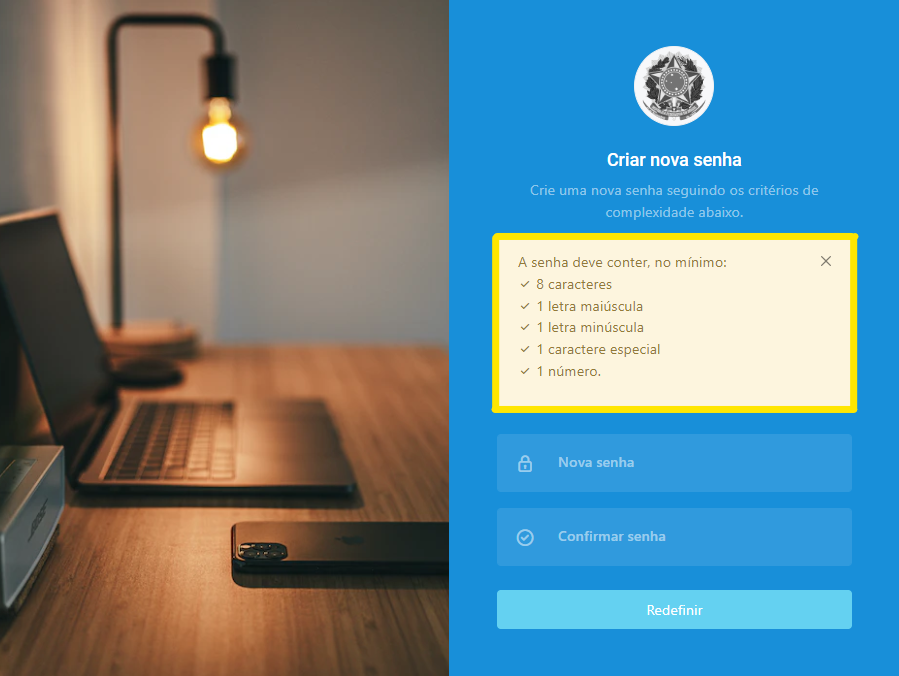 Criar nova senha
Crie uma nova senha seguindo os critérios de
complexidade abaixo.
A senha deve conter, no mínimo:
8 caracteres
1 letra maiúscula
1 letra minúscula
1 caractere especial
1 número.
Nova senha
Confirmar senha
Redefinir